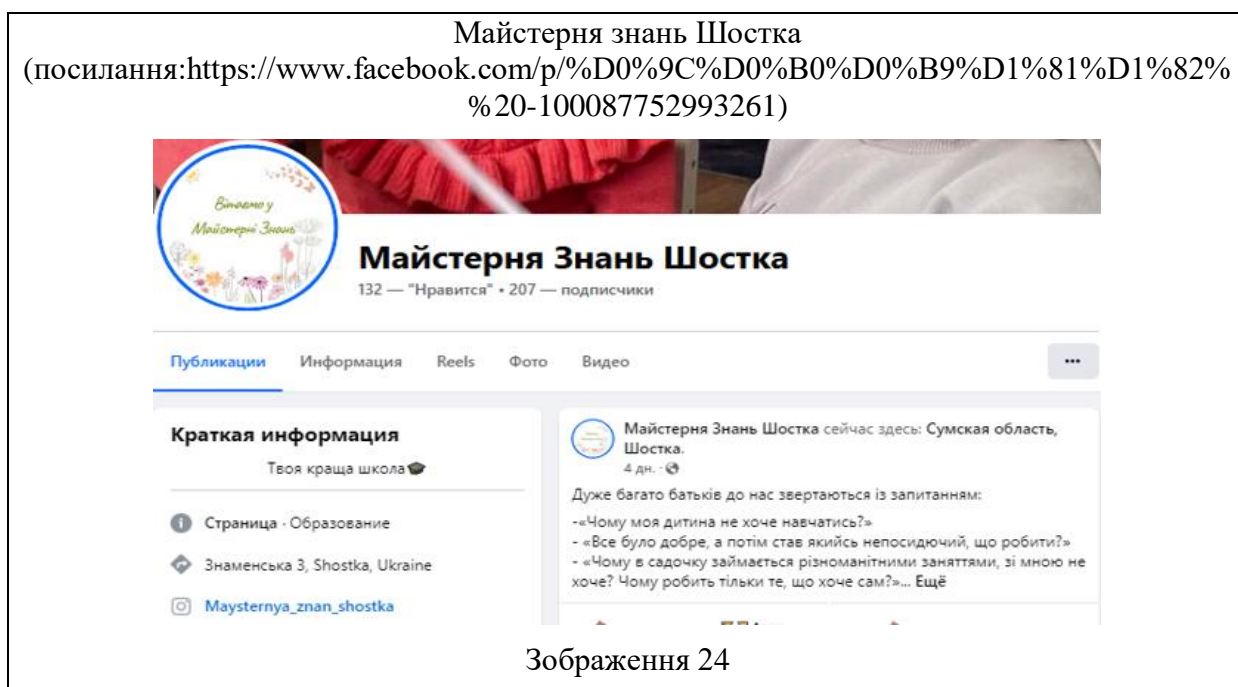 Майстерня знань Шостка
(посилання:https://www.facebook.com/p/%D0%9C%D0%B0%D0%B9%D1%81%D1%82%
%20-100087752993261)
Вітаємо у
Майстерні Знань
Майстерня Знань Шостка
132 — "Нравится" • 207 — подписчики
Публикации Информация Reels Фото Видео ...
Краткая информация
Твоя краща школа🎓
Страница · Образование
Знаменська 3, Shostka, Ukraine
Maysternya_znan_shostka
Майстерня Знань Шостка сейчас здесь: Сумская область,
Шостка.
4 дн. ·
Дуже багато батьків до нас звертаються із запитанням:
-«Чому моя дитина не хоче навчатись?»
- «Все було добре, а потім став якийсь непосидючий, що робити?»
- «Чому в садочку займається різноманітними заняттями, зі мною не
хоче? Чому робить тільки те, що хоче сам?»... Ещё
Зображення 24